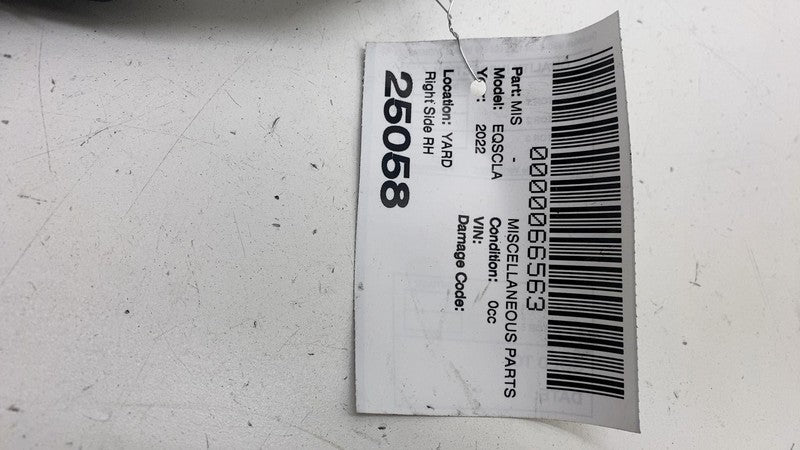 0000066563
Part: MIS - MISCELLANEOUS PARTS
Model: EQSCLA Condition: 0cc
Year: 2022 VIN:
Damage Code:
Location: YARD
Right Side RH
25058